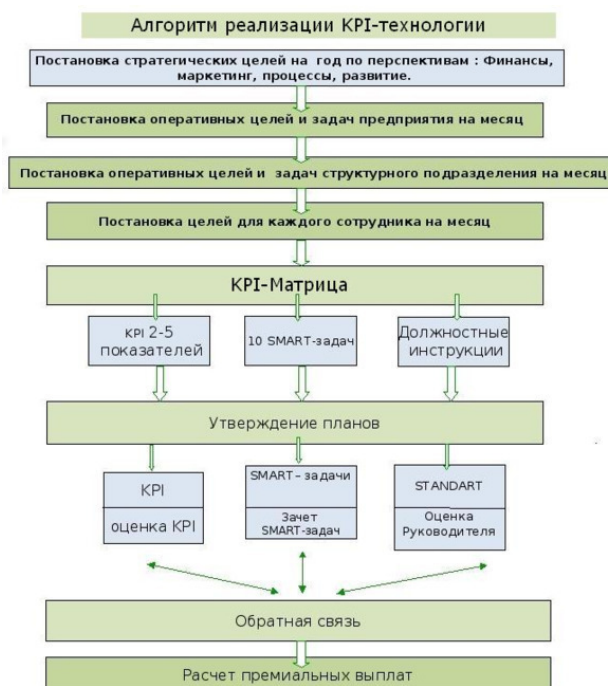 Алгоритм реализации KPI-технологии
Постановка стратегических целей на год по перспективам : Финансы,
маркетинг, процессы, развитие.
Постановка оперативных целей и задач предприятия на месяц
Постановка оперативных целей и задач структурного подразделения на месяц
Постановка целей для каждого сотрудника на месяц
KPI-Матрица
KPI 2-5
показателей
10 SMART-задач
Должностные
инструкции
Утверждение планов
KPI
оценка KPI
SMART – задачи
Зачет
SMART-задач
STANDART
Оценка
Руководителя
Обратная связь
Расчет премиальных выплат